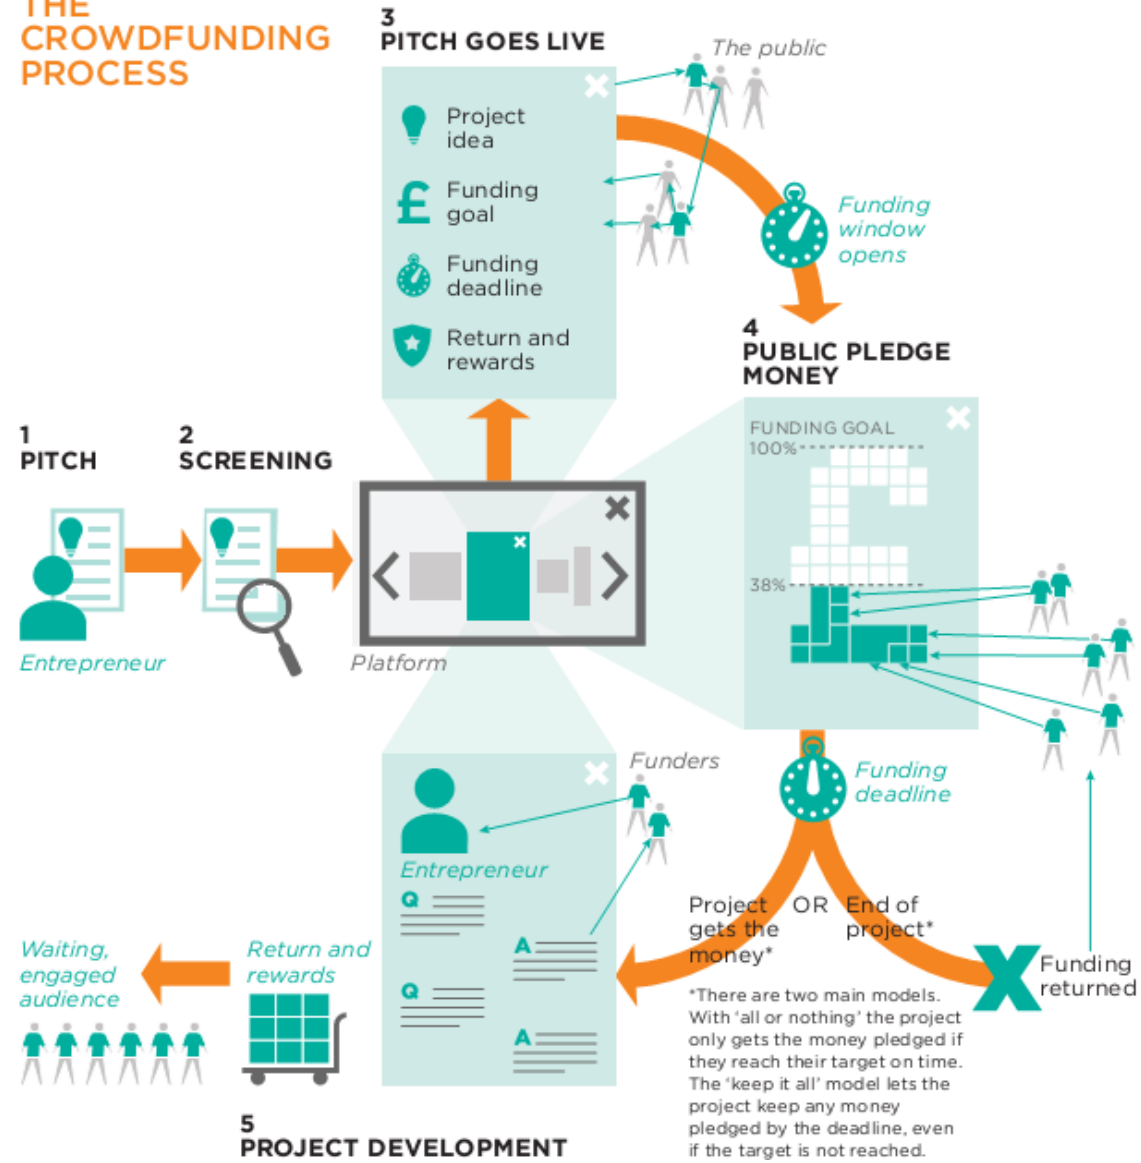 THE
CROWDFUNDING
PROCESS
1
PITCH
Entrepreneur
2
SCREENING
Platform
3
PITCH GOES LIVE
Project
idea
£
Funding
goal
Funding
deadline
Return and
rewards
The public
Funding
window
opens
4
PUBLIC PLEDGE
MONEY
FUNDING GOAL
100%
38%
Funding
deadline
Project
gets the
money*
OR
End of
project*
Funding
returned
*There are two main models.
With ‘all or nothing’ the project
only gets the money pledged if
they reach their target on time.
The ‘keep it all’ model lets the
project keep any money
pledged by the deadline, even
if the target is not reached.
Funders
Entrepreneur
Q
A
Q
A
Return and
rewards
Waiting,
engaged
audience
5
PROJECT DEVELOPMENT